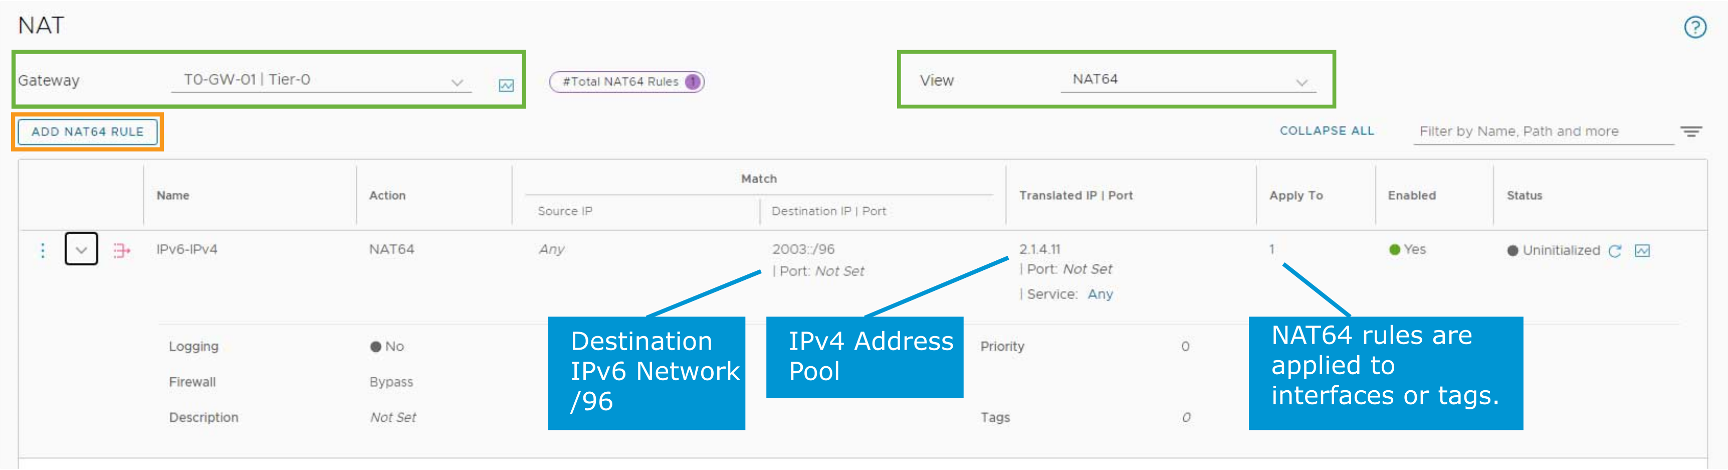 NAT
Gateway T0-GW-01 | Tier-0 #Total NAT64 Rules 1 View NAT64
ADD NAT64 RULE COLLAPSE ALL Filter by Name, Path and more
Match
Name Action Translated IP | Port Apply To Enabled Status
Source IP Destination IP | Port
IPv6-IPv4 NAT64 Any 2003::/96 2.1.4.11 1 Yes Uninitialized
| Port: Not Set | Port: Not Set
| Service: Any
Logging No Priority 0
Firewall Bypass
Description Not Set Tags 0
Destination
IPv6 Network
/96
IPv4 Address
Pool
NAT64 rules are
applied to
interfaces or tags.